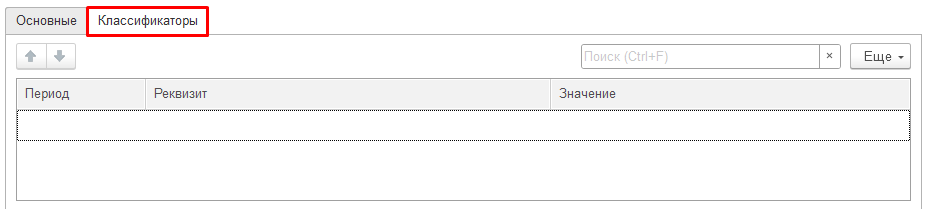 Основные Классификаторы
Поиск (Ctrl+F) × Еще
Период Реквизит Значение